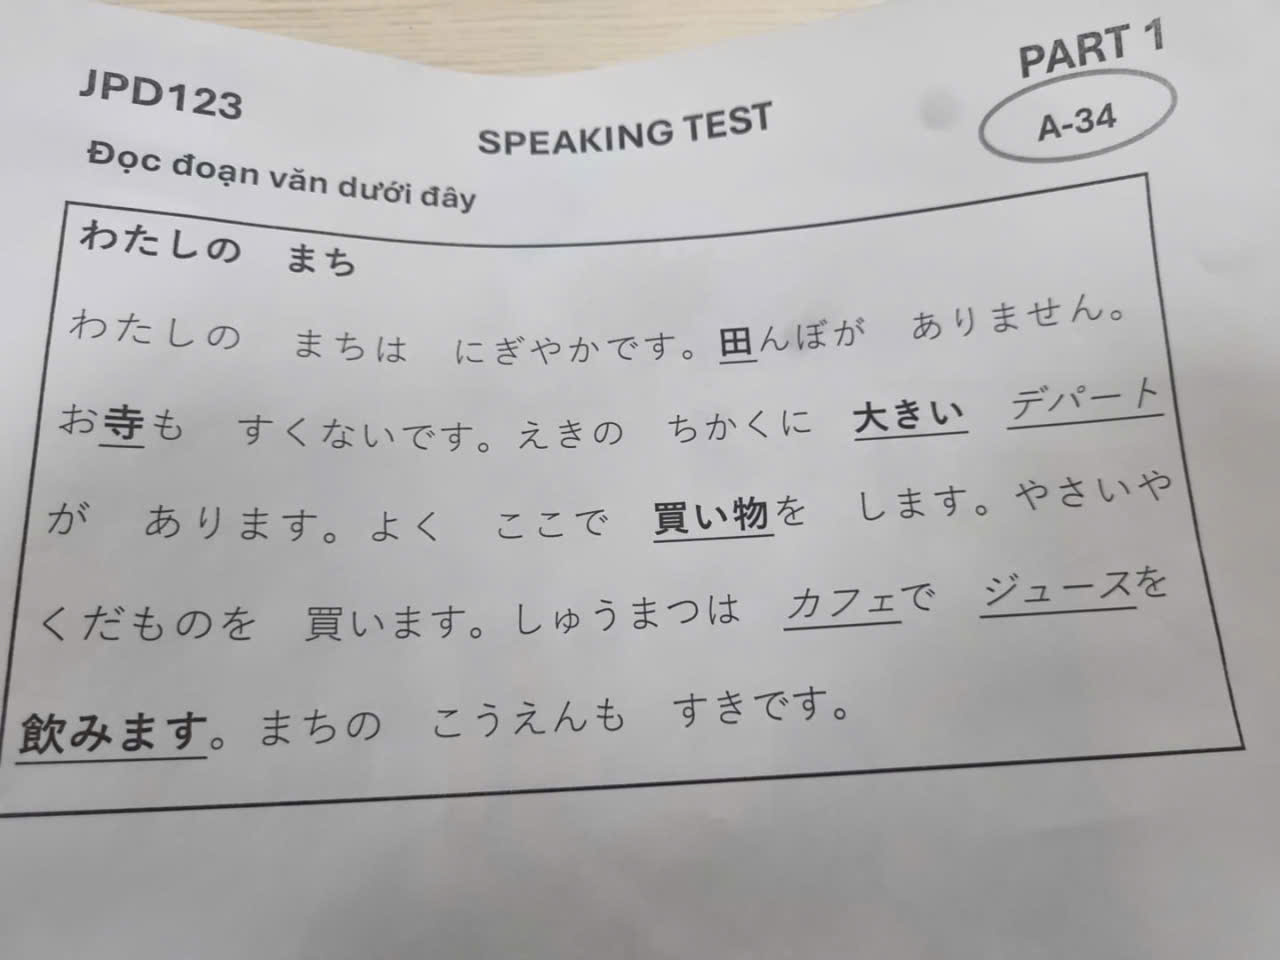 JPD123
SPEAKING TEST
PART 1
A-34
Đọc đoạn văn dưới đây
わたしの　まち
わたしの　まちは　にぎやかです。田んぼが　ありません。
お寺も　すくないです。えきの　ちかくに　大きい　デパート
が　あります。よく　ここで　買い物を　します。やさいや
くだものを　買います。しゅうまつは　カフェで　ジュースを
飲みます。まちの　こうえんも　すきです。